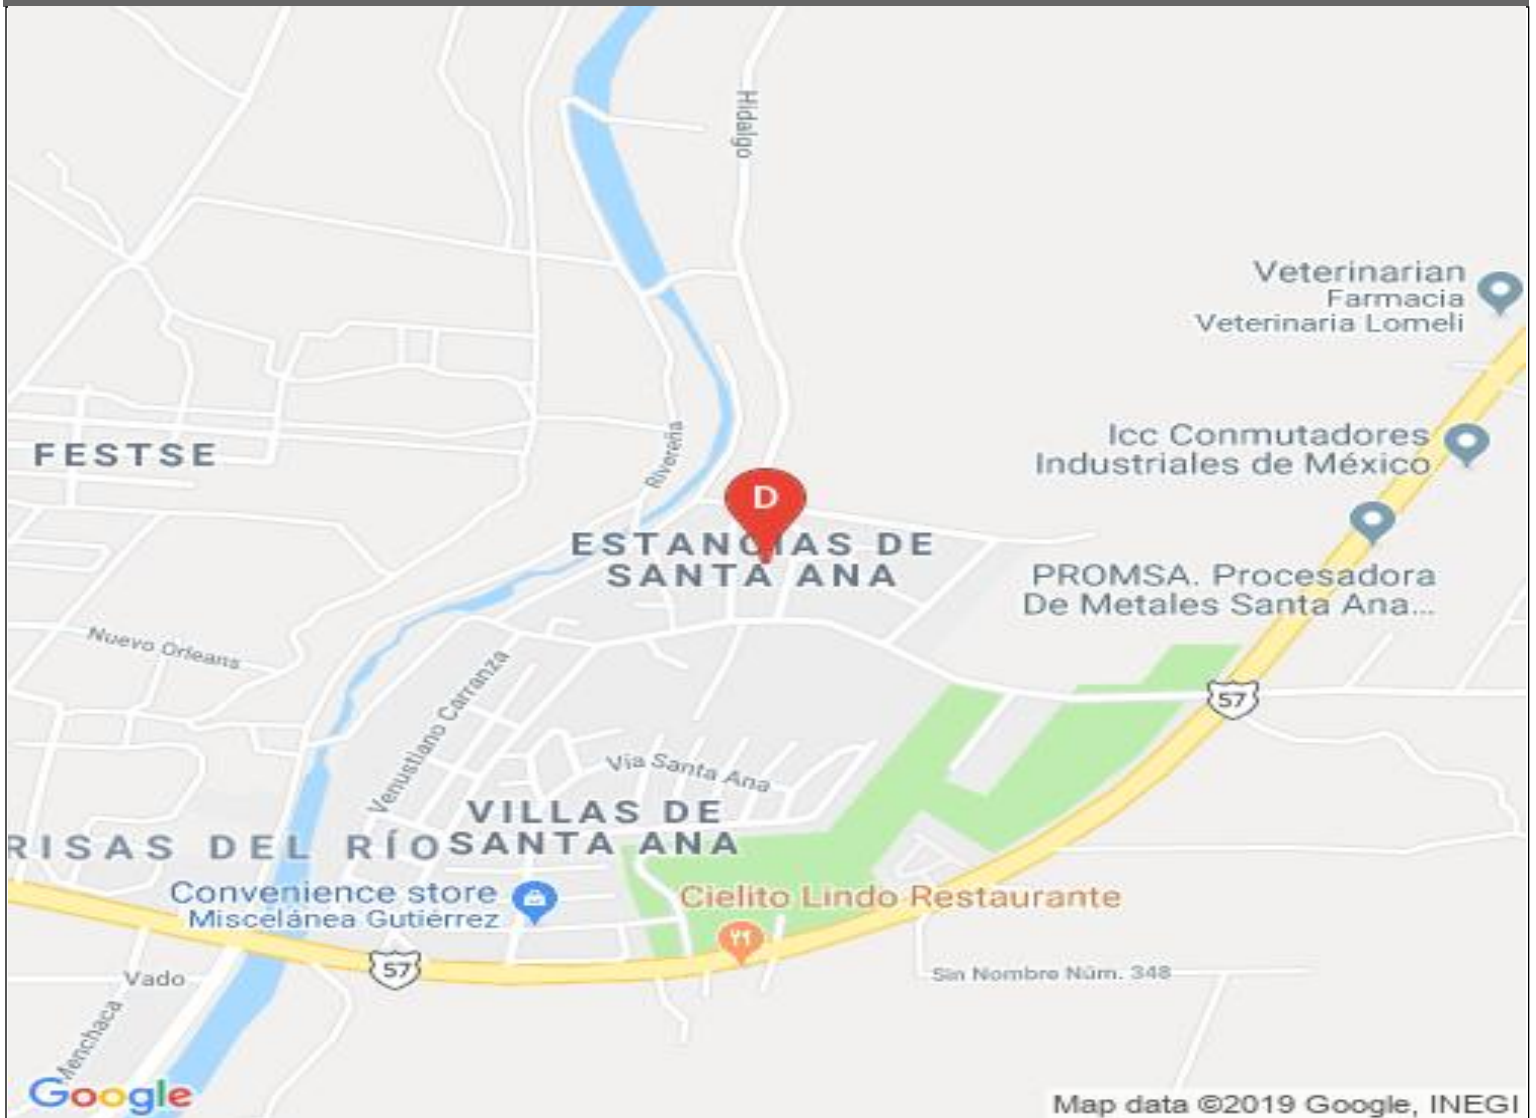 Hidalgo
Veterinarian
Farmacia
Veterinaria Lomeli
Icc Conmutadores
Industriales de México
FESTSE
Rivereña
D
ESTANCIAS DE
SANTA ANA
PROMSA. Procesadora
De Metales Santa Ana...
Nuevo Orleans
Venustiano Carranza
57
Vía Santa Ana
VILLAS DE
SANTA ANA
RISAS DEL RÍO
Convenience store
Miscelánea Gutiérrez
Cielito Lindo Restaurante
57
Vado
Sin Nombre Núm. 348
Menchaca
Google
Map data ©2019 Google, INEGI